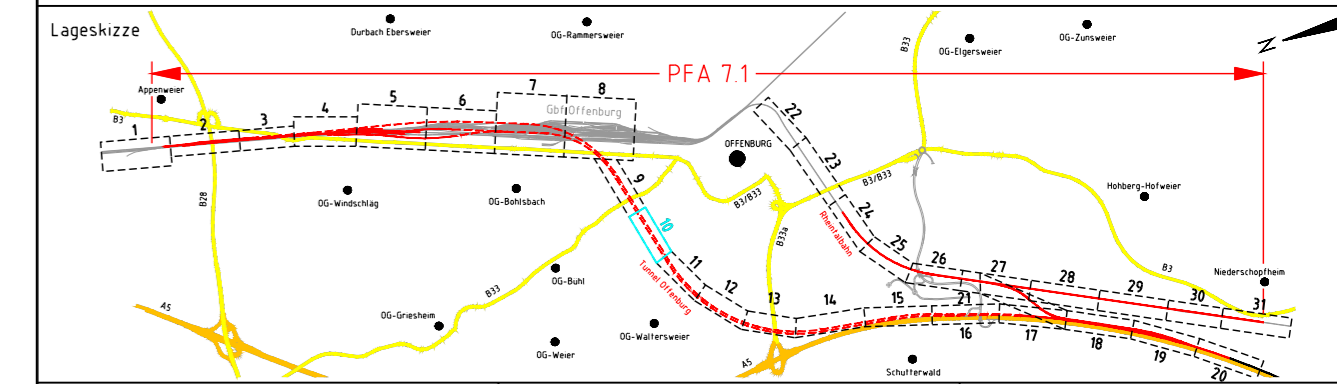 Lageskizze
Durbach Ebersweier
OG-Rammersweier
B33
OG-Elgersweier
OG-Zunsweier
N
PFA 7.1
Appenweier
B3
1
2
3
4
5
6
7
8
Gbf Offenburg
22
OFFENBURG
23
B3/B33
B3/B33
Hohberg-Hofweier
B28
OG-Windschläg
OG-Bohlsbach
9
10
24
Rheintalbahn
25
B33a
26
27
28
29
30
31
B3
Niederschopfheim
Tunnel Offenburg
11
12
13
14
15
21
16
17
18
19
20
OG-Bühl
B33
OG-Griesheim
OG-Weier
OG-Waltersweier
A5
A5
Schutterwald